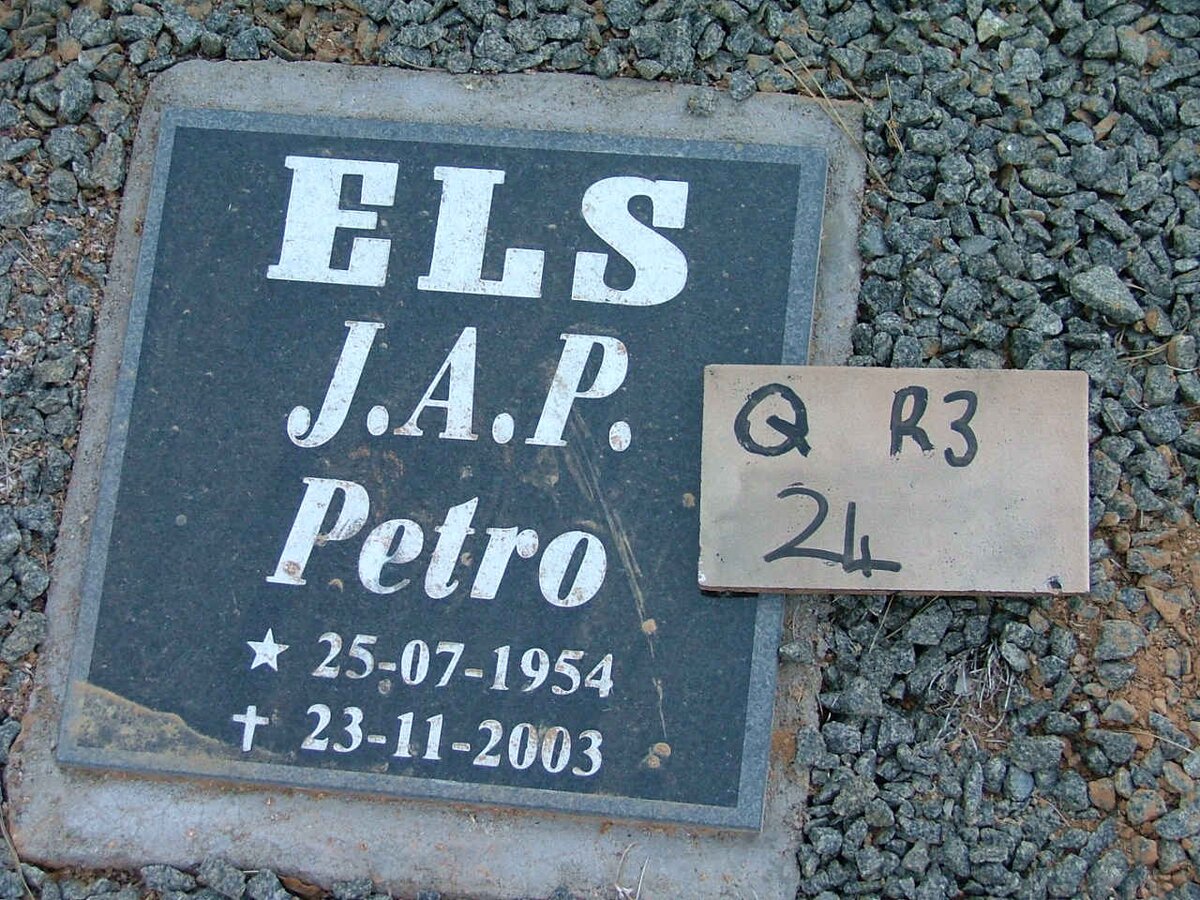 ELS
J.A.P.
Petro
25-07-1954
23-11-2003
Q R3
24